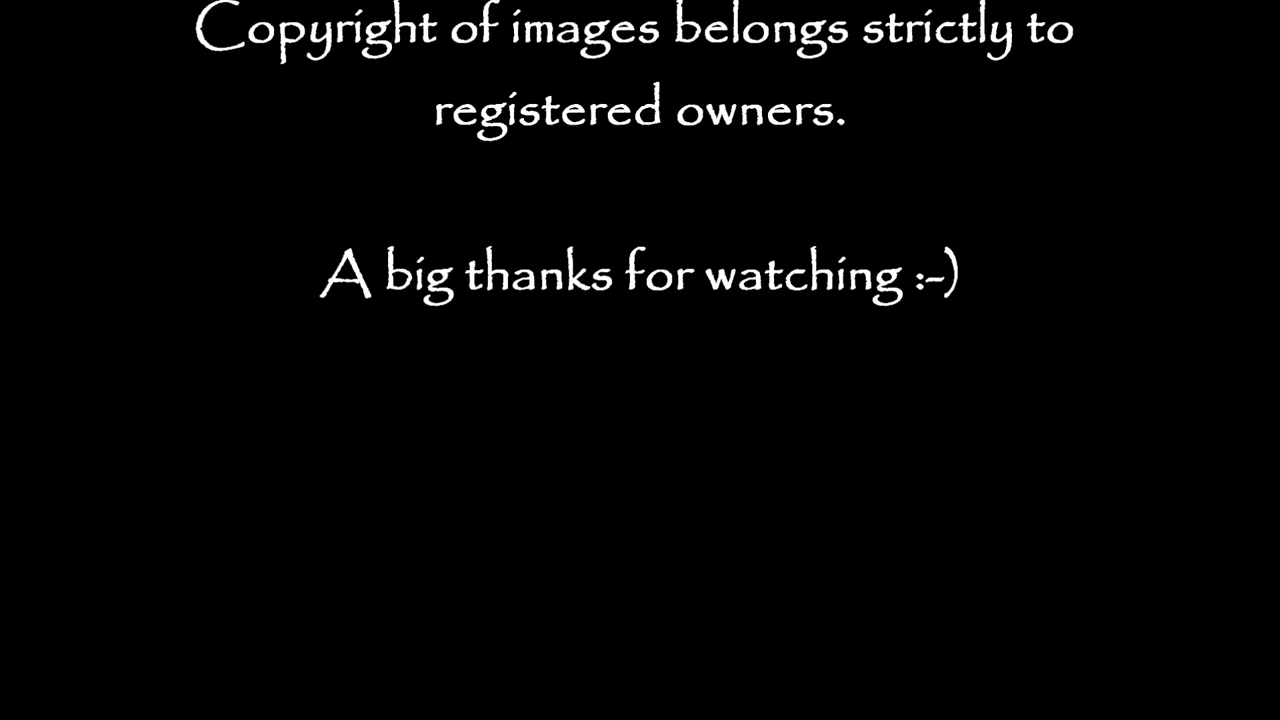 Copyright of images belongs strictly to
registered owners.
A big thanks for watching :-)